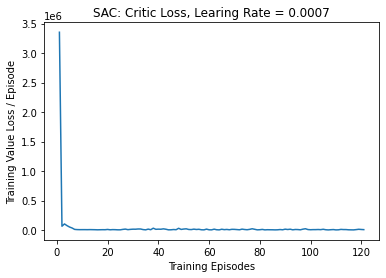 SAC: Critic Loss, Learing Rate = 0.0007
1e6
3.5
3.0
2.5
2.0
1.5
1.0
0.5
0.0
Training Value Loss / Episode
0 20 40 60 80 100 120
Training Episodes